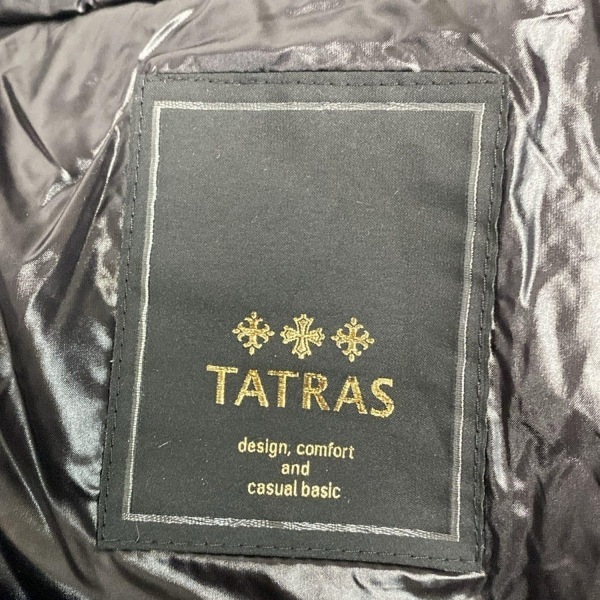 TATRAS
design, comfort
and
casual basic